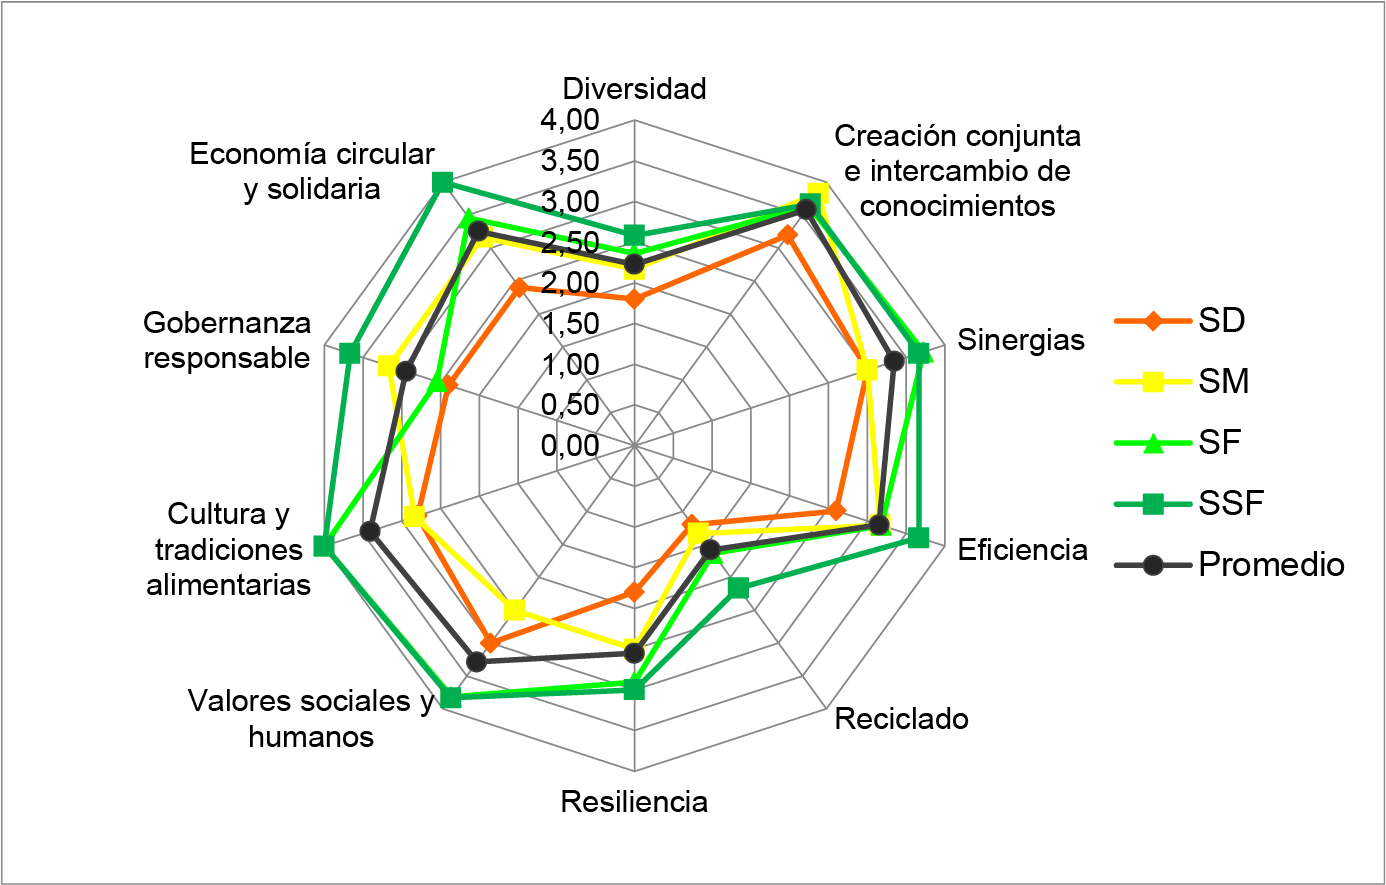 Diversidad
4,00
3,50
3,00
2,50
2,00
1,50
1,00
0,50
0,00
Creación conjunta
e intercambio de
conocimientos
Sinergias
Eficiencia
Reciclado
Resiliencia
Valores sociales y
humanos
Cultura y
tradiciones
alimentarias
Gobernanza
responsable
Economía circular
y solidaria
SD
SM
SF
SSF
Promedio